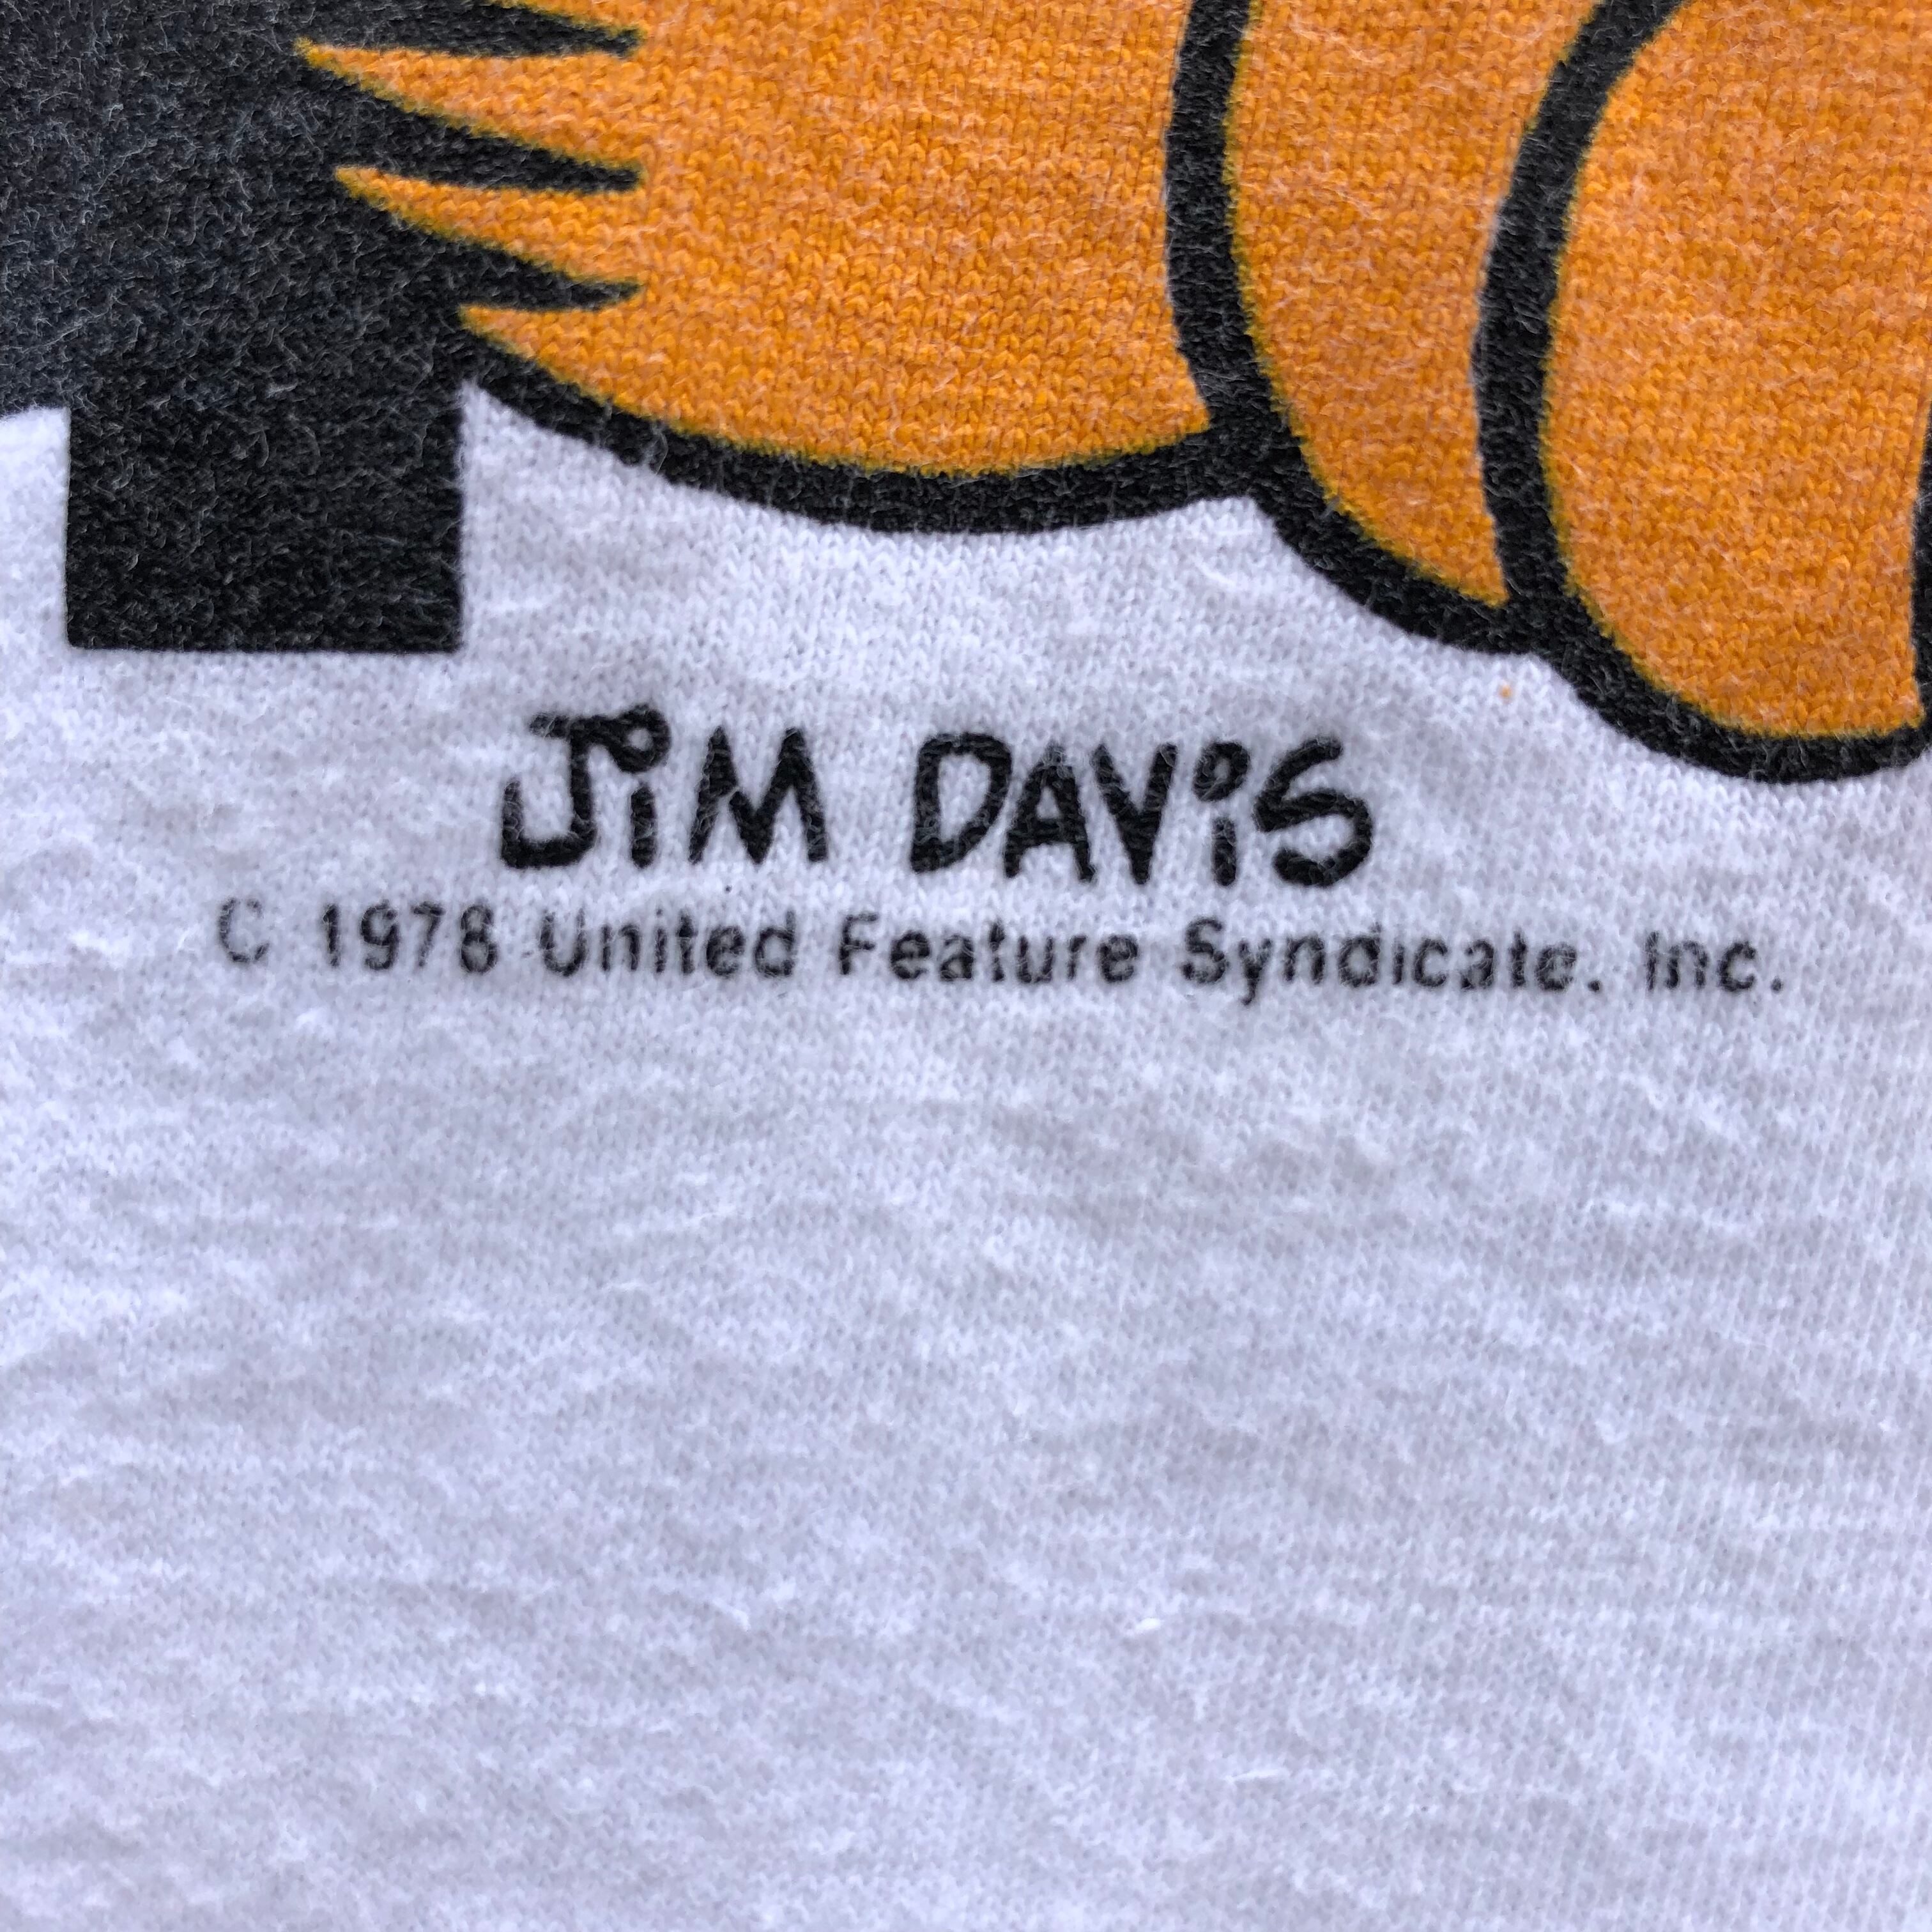 JiM DAViS
C 1978 United Feature Syndicate. Inc.